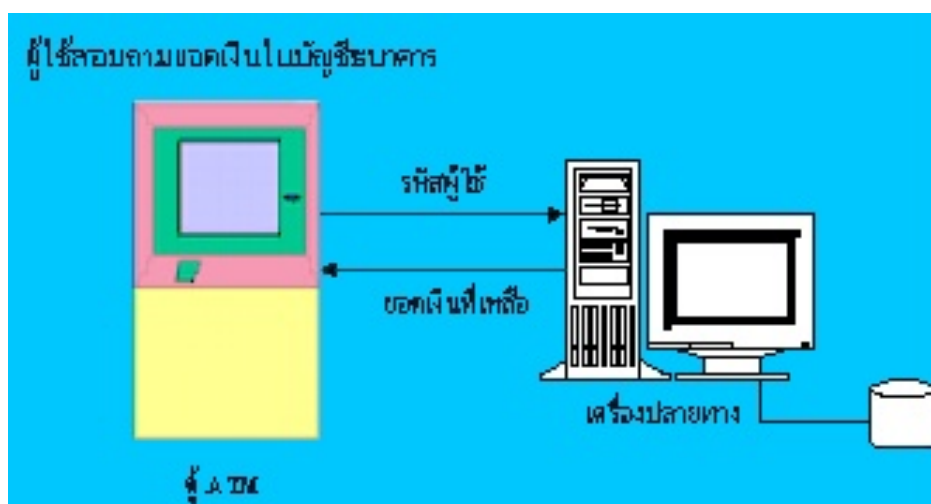 ผู้ใช้สอบถามยอดเงินในบัญชีธนาคาร
รหัสผู้ใช้
ยอดเงินที่เหลือ
เครื่องปลายทาง
ตู้ ATM